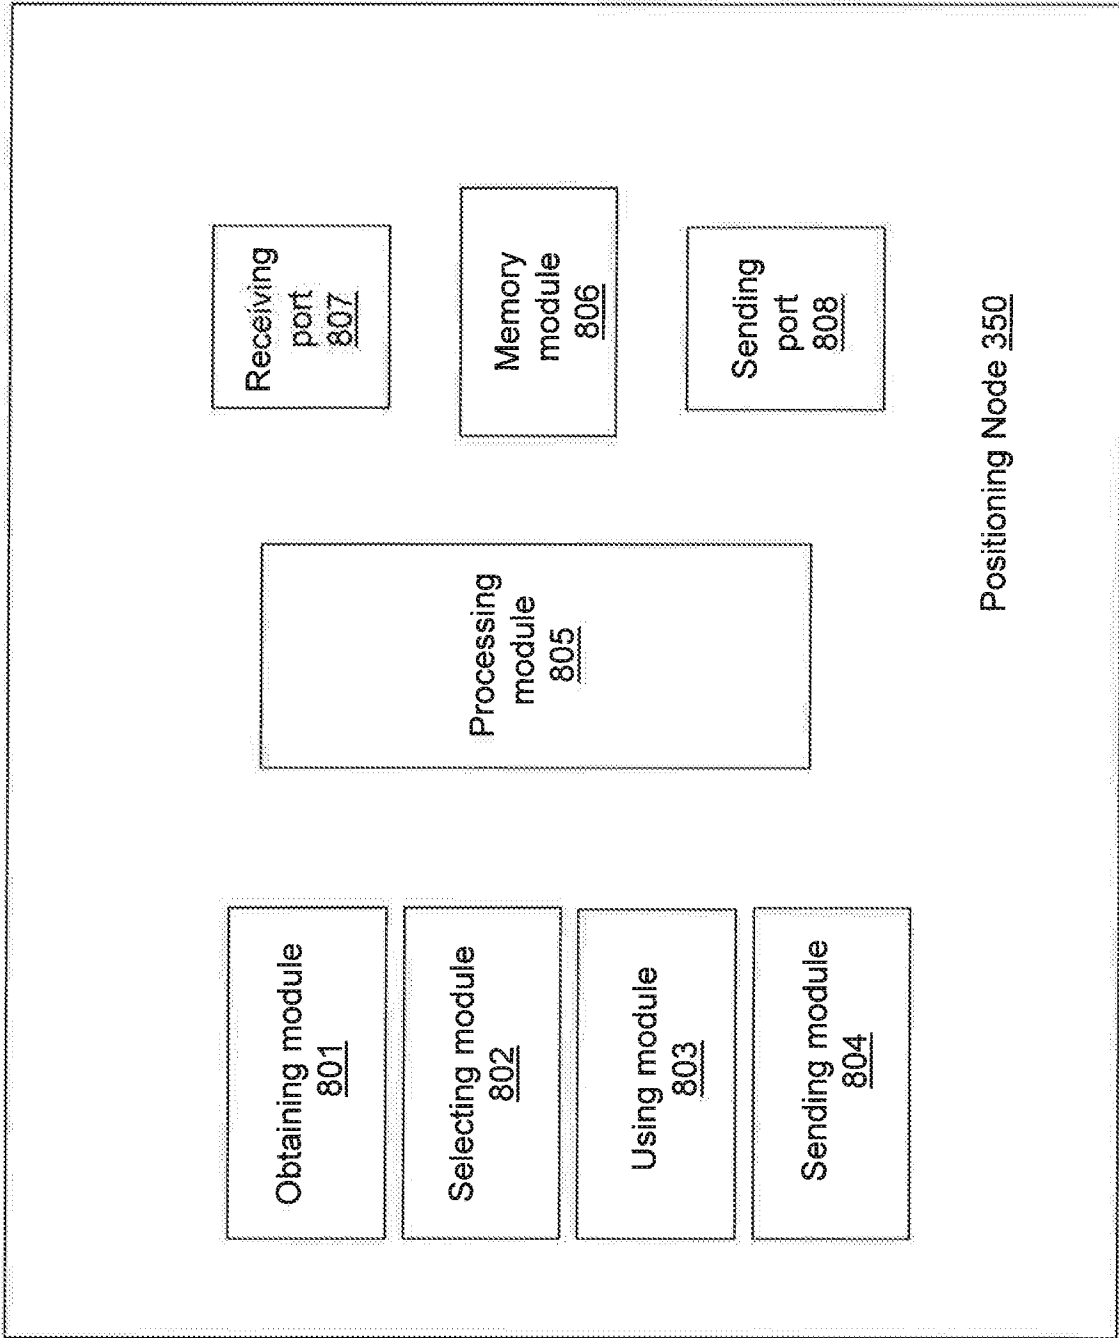 Obtaining module
801
Selecting module
802
Using module
803
Sending module
804
Processing
module
805
Receiving
port
807
Memory
module
806
Sending
port
808
Positioning Node 350